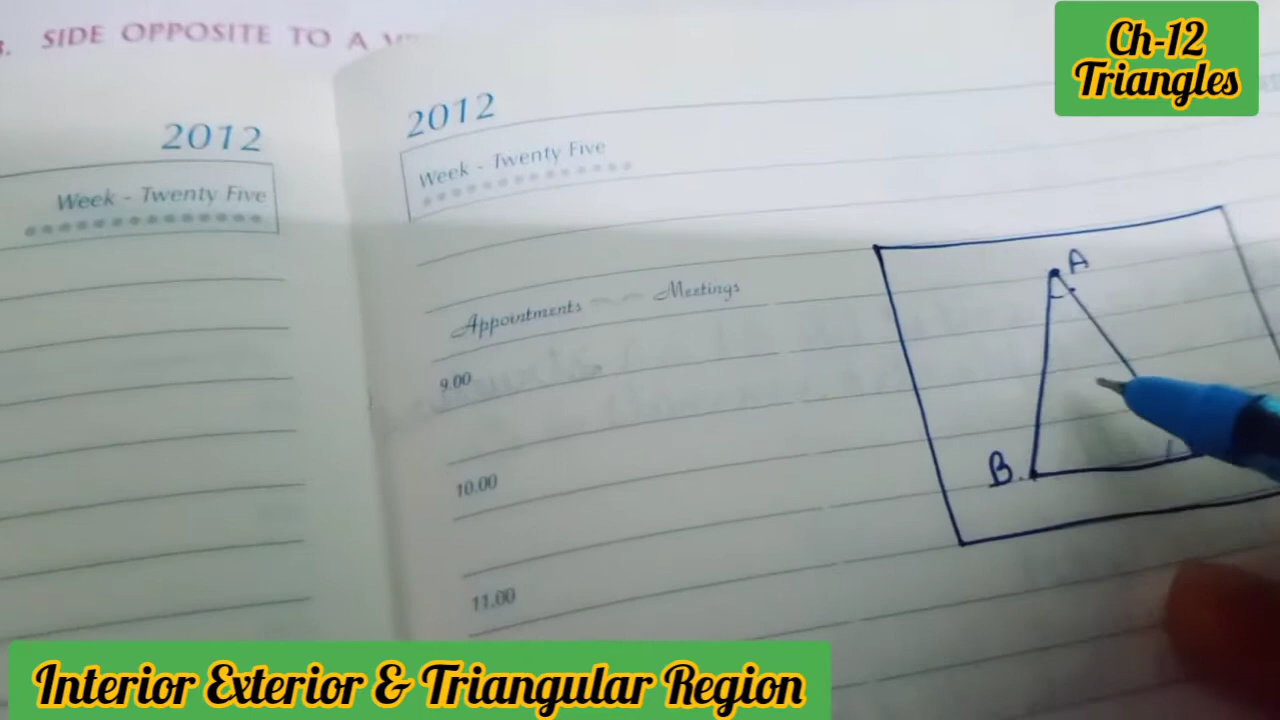 SIDE OPPOSITE TO A
Ch-12
Triangles
2012
Week - Twenty Five
2012
Week - Twenty Five
Appointments Meetings
9.00
10.00
11.00
A
B
Interior Exterior & Triangular Region